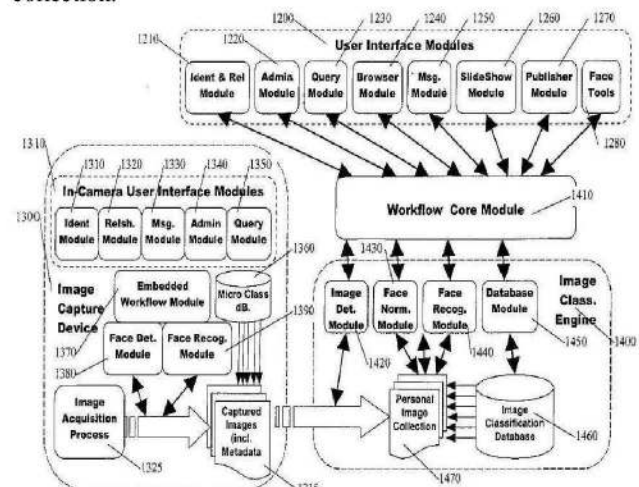 collection.
1200
1210
1220
1230
1240
1250
1260
1270
User Interface Modules
Ident & Rel
Module
Admin.
Module
Query
Module
Browser
Module
Msg.
Module
SlideShow
Module
Publisher
Module
Face
Tools
1280
1310
1310
1320
1330
1340
1350
In-Camera User Interface Modules
1300
Ident
Module
Relsh.
Module
Msg.
Module
Admin
Module
Query
Module
Workflow Core Module
1410
1360
1430
Image
Capture
Device
Embedded
Workflow Module
Micro Class
dB.
1390
Face Det.
Module
Face Recog.
Module
1370
1380
Image
Det.
Module
Face
Norm.
Module
Face
Recog.
Module
Database
Module
Image
Class.
Engine
1400
1420
1440
1450
Image
Acquisition
Process
1325
Captured
Images
(incl.
Metadata
Personal
Image
Collection
1470
Image
Classification
Database
1460